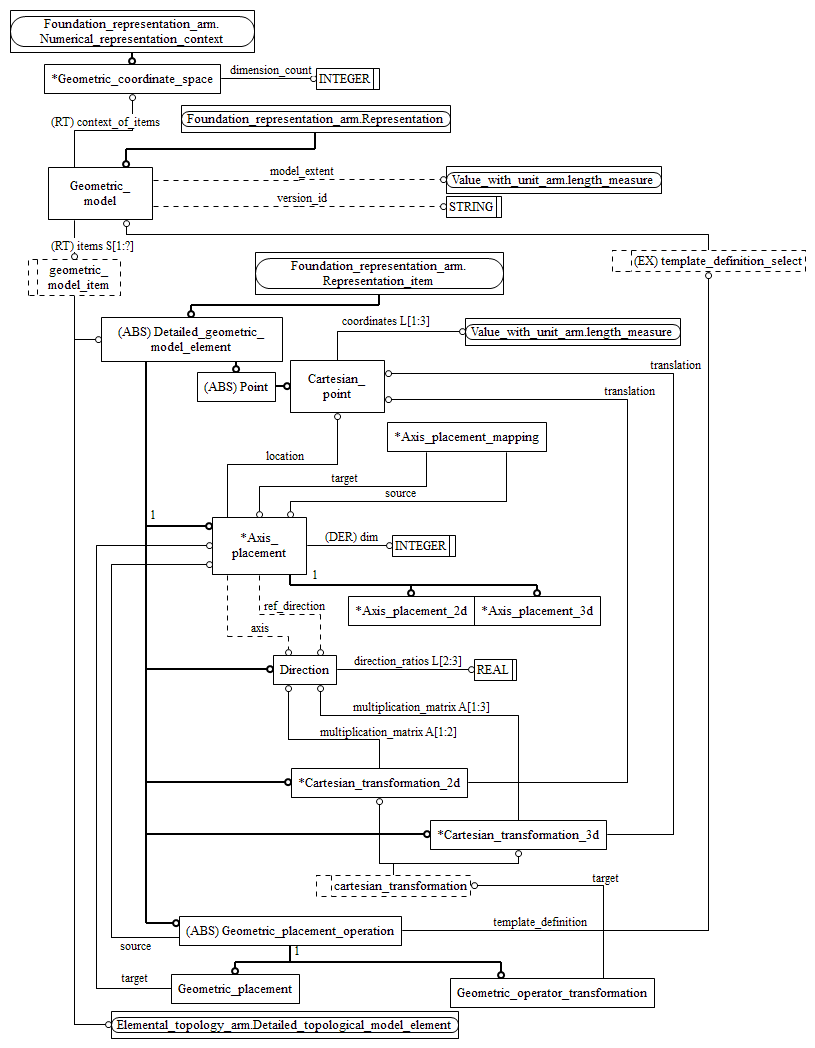 Foundation_representation_arm.
Numerical_representation_context
*Geometric_coordinate_space
dimension_count
INTEGER
(RT) context_of_items
Foundation_representation_arm.Representation
Geometric_
model
model_extent
Value_with_unit_arm.length_measure
version_id
STRING
(RT) items S[1:?]
geometric_
model_item
(EX) template_definition_select
Foundation_representation_arm.
Representation_item
(ABS) Detailed_geometric_
model_element
coordinates L[1:3]
Value_with_unit_arm.length_measure
(ABS) Point
Cartesian_
point
translation
translation
*Axis_placement_mapping
location
target
source
1
*Axis_
placement
(DER) dim
INTEGER
1
*Axis_placement_2d
*Axis_placement_3d
ref_direction
axis
Direction
direction_ratios L[2:3]
REAL
multiplication_matrix A[1:3]
multiplication_matrix A[1:2]
*Cartesian_transformation_2d
*Cartesian_transformation_3d
cartesian_transformation
target
(ABS) Geometric_placement_operation
template_definition
source
1
target
Geometric_placement
Geometric_operator_transformation
Elemental_topology_arm.Detailed_topological_model_element